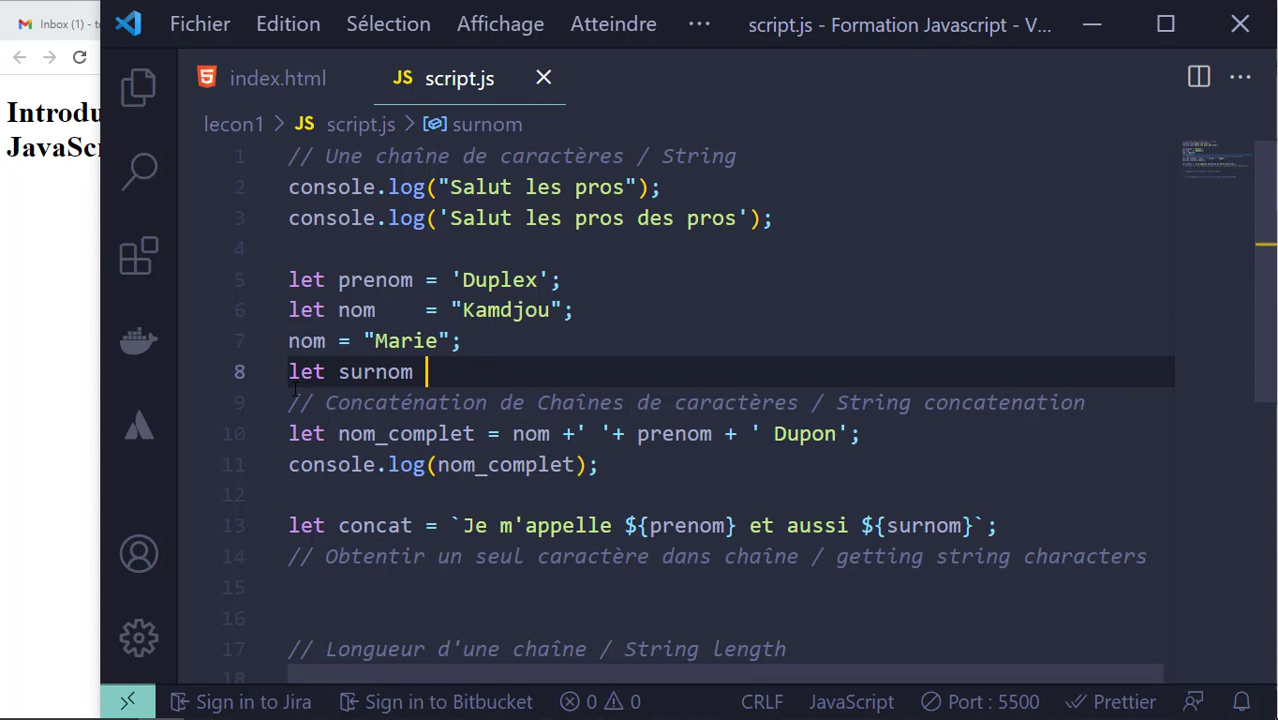 Inbox (1) - t
Introdu
JavaSc
Fichier Edition Sélection Affichage Atteindre ··· script.js - Formation Javascript - V...
index.html JS script.js
lecon1 > JS script.js > surnom
1 // Une chaîne de caractères / String
2 console.log("Salut les pros");
3 console.log('Salut les pros des pros');
4
5 let prenom = 'Duplex';
6 let nom    = "Kamdjou";
7 nom = "Marie";
8 let surnom
9 // Concaténation de Chaînes de caractères / String concatenation
10 let nom_complet = nom +' '+ prenom + ' Dupon';
11 console.log(nom_complet);
12
13 let concat = `Je m'appelle ${prenom} et aussi ${surnom}`;
14 // Obtentir un seul caractère dans chaîne / getting string characters
15
16
17 // Longueur d'une chaîne / String length
18
Sign in to Jira Sign in to Bitbucket 0 0 CRLF JavaScript Port : 5500 Prettier